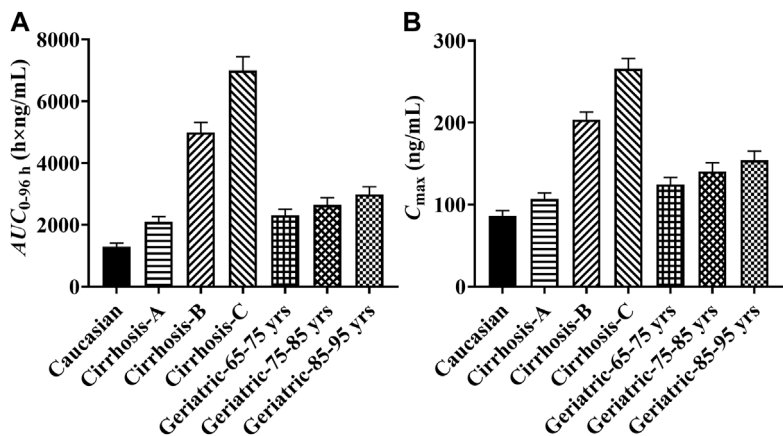 A
AUC0-96 h (h×ng/mL)
8000
6000
4000
2000
0
Caucasian
Cirrhosis-A
Cirrhosis-B
Cirrhosis-C
Geriatric-65-75 yrs
Geriatric-75-85 yrs
Geriatric-85-95 yrs
B
Cmax (ng/mL)
300
200
100
0
Caucasian
Cirrhosis-A
Cirrhosis-B
Cirrhosis-C
Geriatric-65-75 yrs
Geriatric-75-85 yrs
Geriatric-85-95 yrs